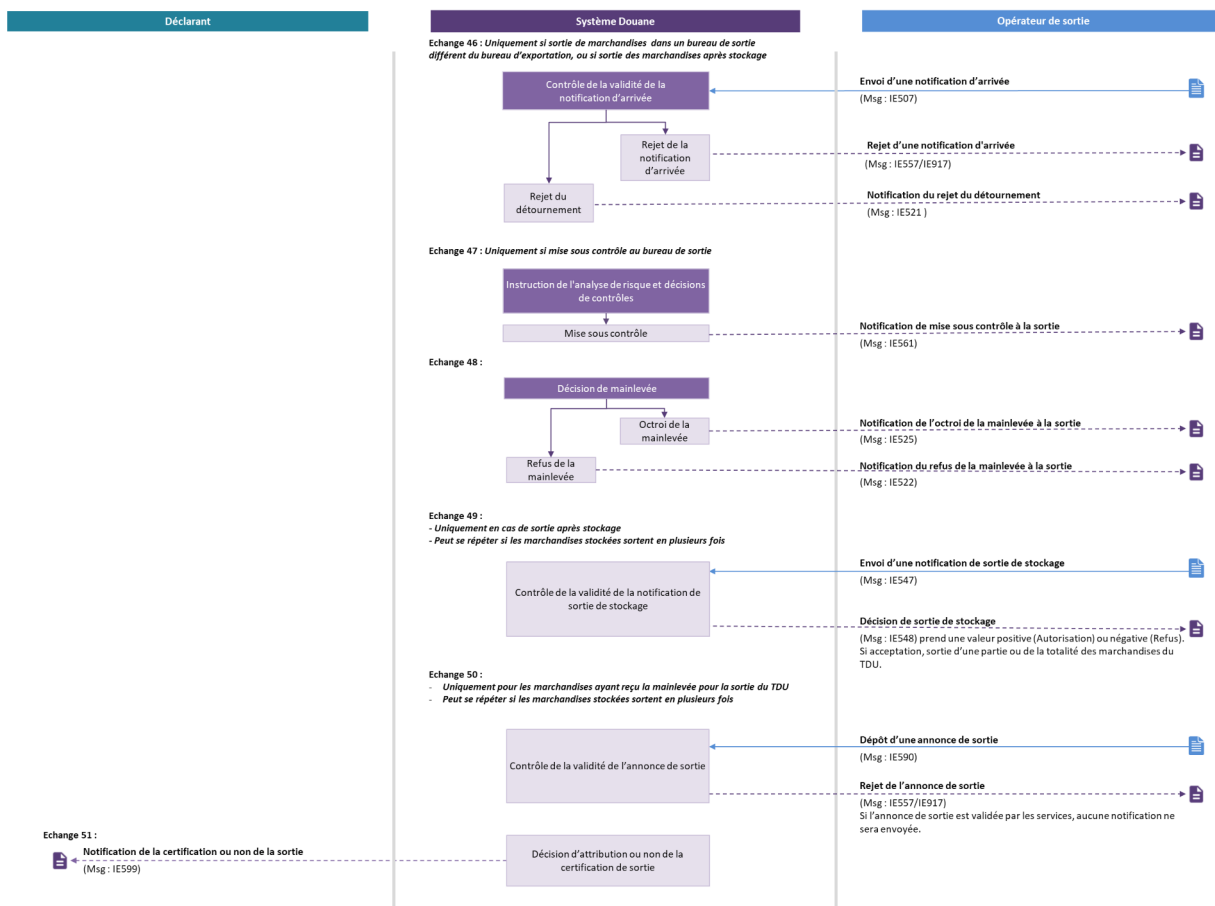 Déclarant
Système Douane
Opérateur de sortie
Echange 46 : Uniquement si sortie de marchandises dans un bureau de sortie
différent du bureau d'exportation, ou si sortie des marchandises après stockage
Contrôle de la validité de la
notification d'arrivée
Envoi d'une notification d'arrivée
(Msg : IE507)
Rejet de la
notification
d'arrivée
Rejet d'une notification d'arrivée
(Msg : IE557/IE917)
Rejet du
détournement
Notification du rejet du détournement
(Msg : IE521 )
Echange 47 : Uniquement si mise sous contrôle au bureau de sortie
Instruction de l'analyse de risque et décisions
de contrôles
Mise sous contrôle
Notification de mise sous contrôle à la sortie
(Msg : IE561)
Echange 48 :
Décision de mainlevée
Octroi de la
mainlevée
Notification de l'octroi de la mainlevée à la sortie
(Msg : IE525)
Refus de la
mainlevée
Notification du refus de la mainlevée à la sortie
(Msg : IE522)
Echange 49 :
- Uniquement en cas de sortie après stockage
- Peut se répéter si les marchandises stockées sortent en plusieurs fois
Contrôle de la validité de la notification de
sortie de stockage
Envoi d'une notification de sortie de stockage
(Msg : IE547)
Décision de sortie de stockage
(Msg : IE548) prend une valeur positive (Autorisation) ou négative (Refus).
Si acceptation, sortie d'une partie ou de la totalité des marchandises du
TDU.
Echange 50 :
- Uniquement pour les marchandises ayant reçu la mainlevée pour la sortie du TDU
- Peut se répéter si les marchandises stockées sortent en plusieurs fois
Contrôle de la validité de l'annonce de sortie
Dépôt d'une annonce de sortie
(Msg : IE590)
Rejet de l'annonce de sortie
(Msg : IE557/IE917)
Si l'annonce de sortie est validée par les services, aucune notification ne
sera envoyée.
Echange 51 :
Notification de la certification ou non de la sortie
(Msg : IE599)
Décision d'attribution ou non de la
certification de sortie